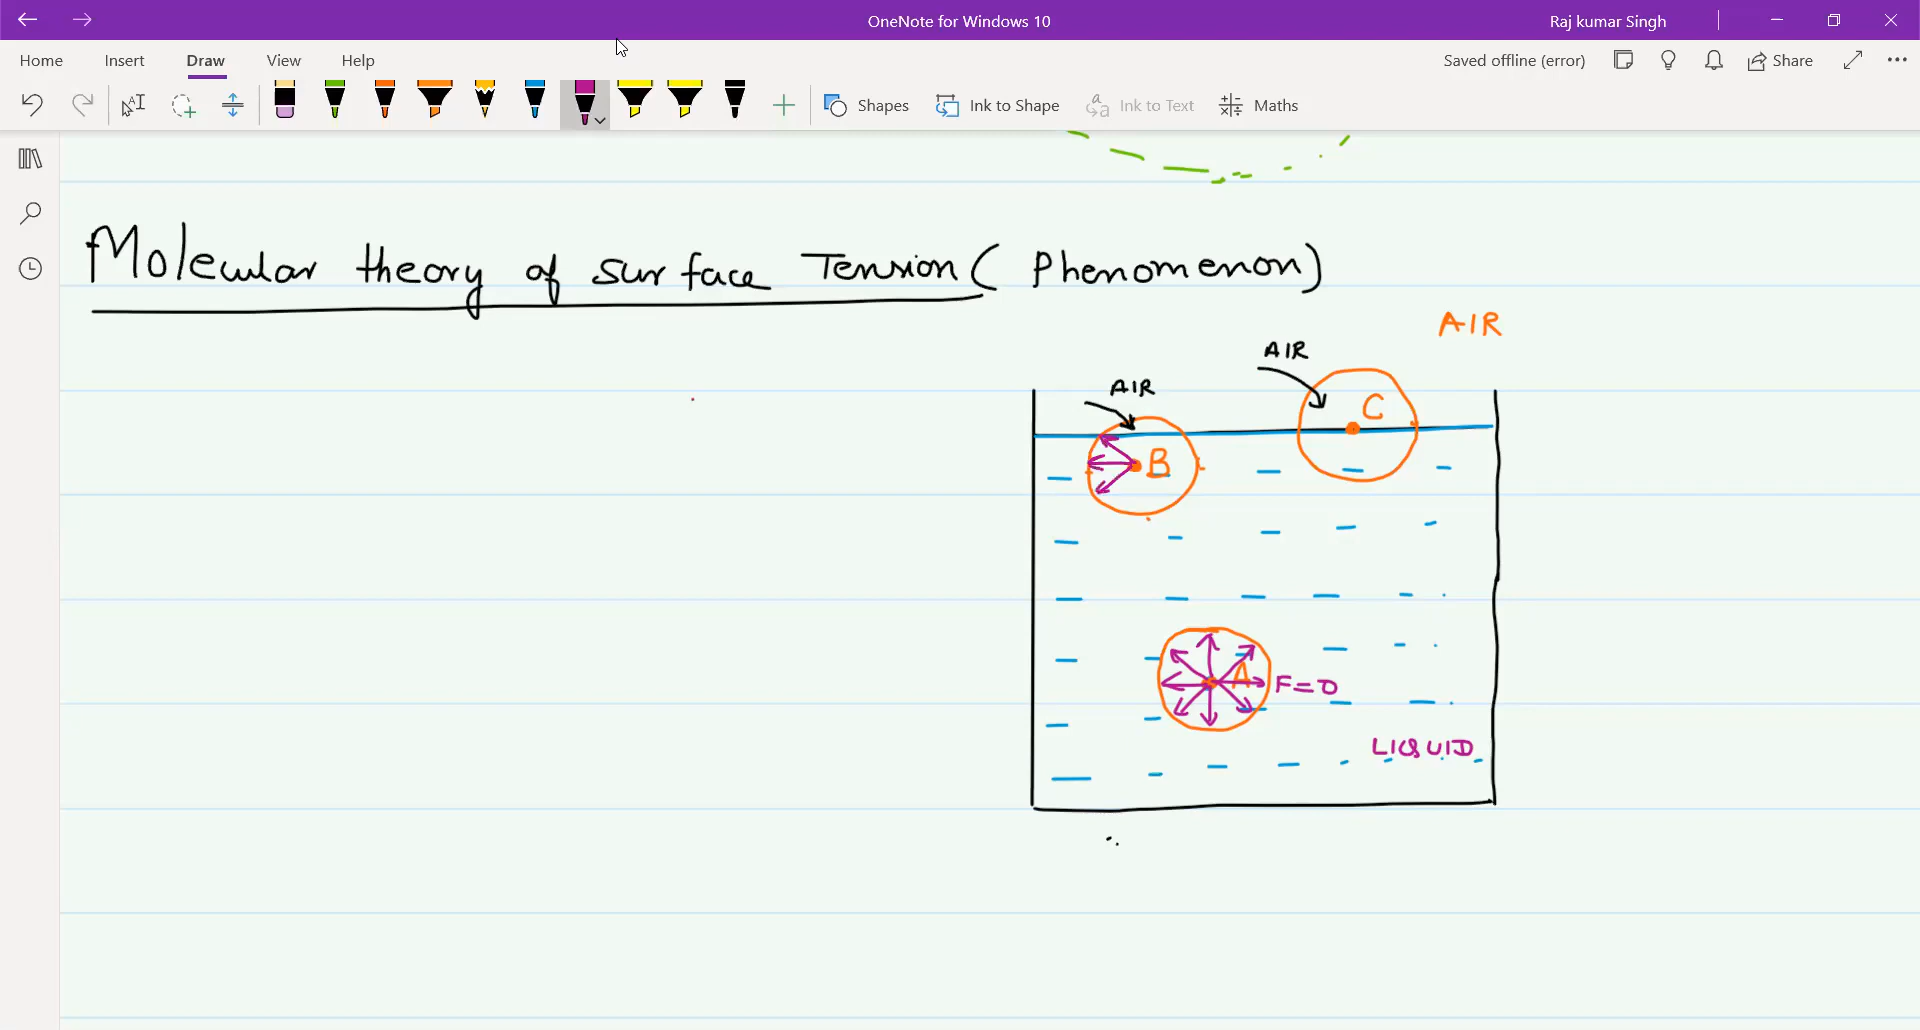 OneNote for Windows 10
Raj kumar Singh
Home Insert Draw View Help
Saved offline (error)
Share
Shapes
Ink to Shape
Ink to Text
Maths
Molecular theory of surface Tension ( Phenomenon)
AIR
AIR
AIR
C
B
A
F=0
LIQUID